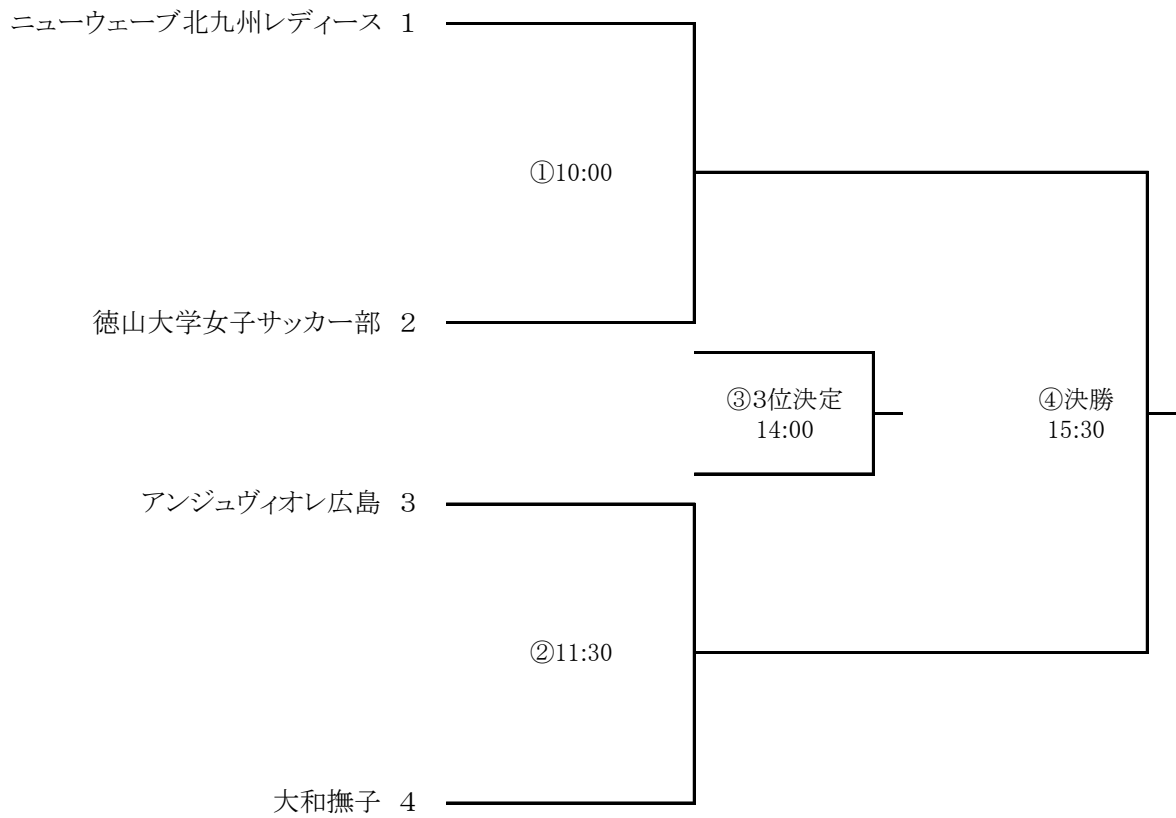 ニューウェーブ北九州レディース 1
①10:00
徳山大学女子サッカー部 2
③3位決定
14:00
④決勝
15:30
アンジュヴィオレ広島 3
②11:30
大和撫子 4